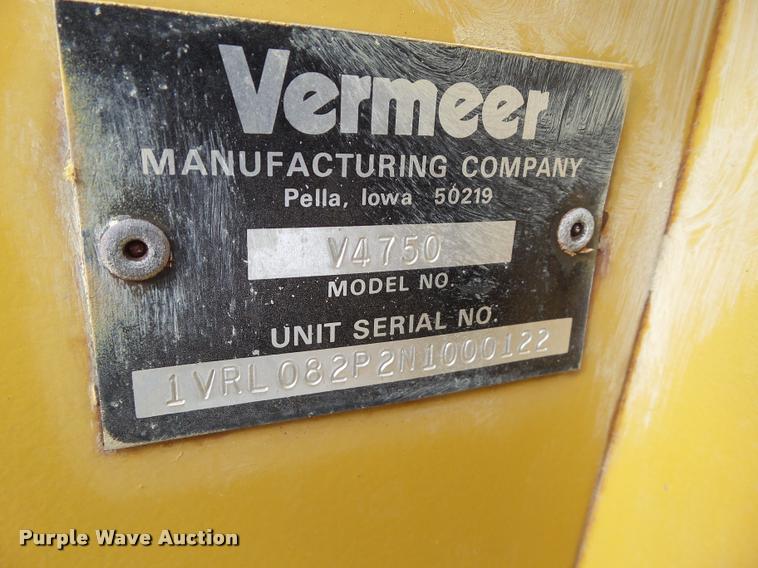 Vermeer
MANUFACTURING COMPANY
Pella, Iowa 50219
V4750
MODEL NO.
UNIT SERIAL NO.
1VRL082P2N1000122
Purple Wave Auction